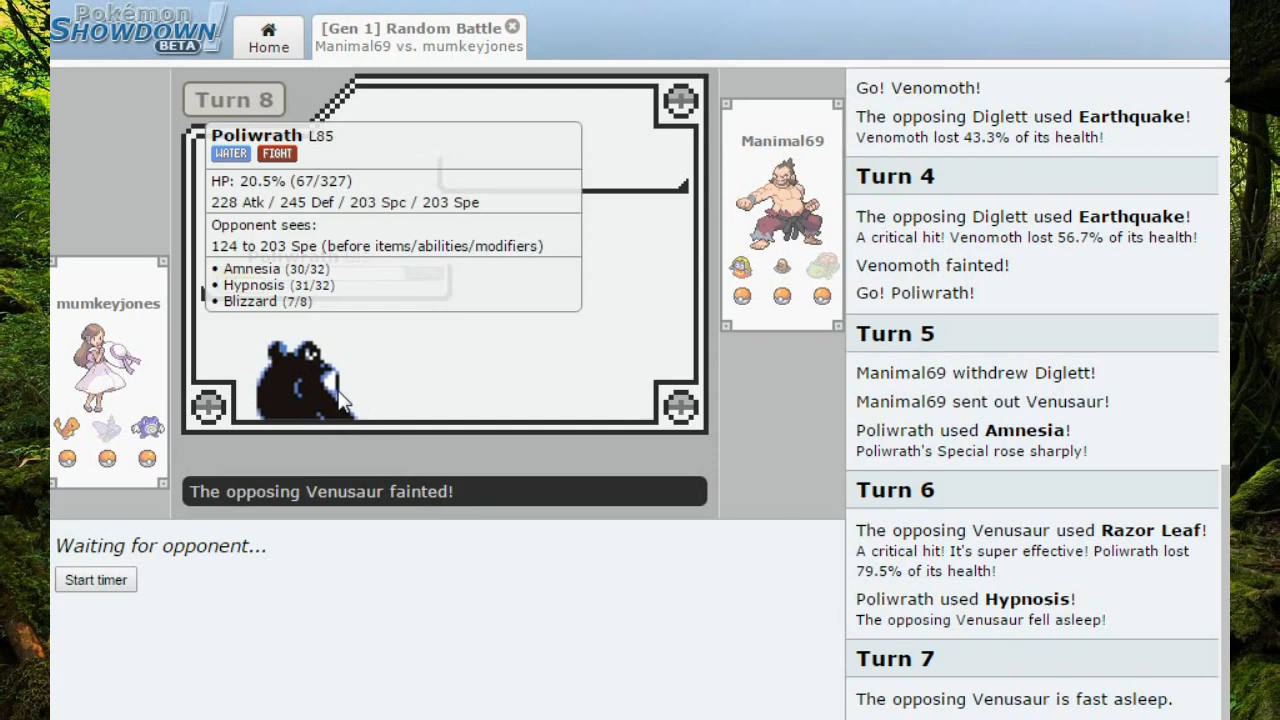 Pokémon
SHOWDOWN!
BETA
Home
[Gen 1] Random Battle
Manimal69 vs. mumkeyjones
Turn 8
Poliwrath L85
WATER FIGHT
HP: 20.5% (67/327)
228 Atk / 245 Def / 203 Spc / 203 Spe
Opponent sees:
124 to 203 Spe (before items/abilities/modifiers)
• Amnesia (30/32)
• Hypnosis (31/32)
• Blizzard (7/8)
mumkeyjones
Manimal69
The opposing Venusaur fainted!
Waiting for opponent...
Start timer
Go! Venomoth!
The opposing Diglett used Earthquake!
Venomoth lost 43.3% of its health!
Turn 4
The opposing Diglett used Earthquake!
A critical hit! Venomoth lost 56.7% of its health!
Venomoth fainted!
Go! Poliwrath!
Turn 5
Manimal69 withdrew Diglett!
Manimal69 sent out Venusaur!
Poliwrath used Amnesia!
Poliwrath's Special rose sharply!
Turn 6
The opposing Venusaur used Razor Leaf!
A critical hit! It's super effective! Poliwrath lost
79.5% of its health!
Poliwrath used Hypnosis!
The opposing Venusaur fell asleep!
Turn 7
The opposing Venusaur is fast asleep.